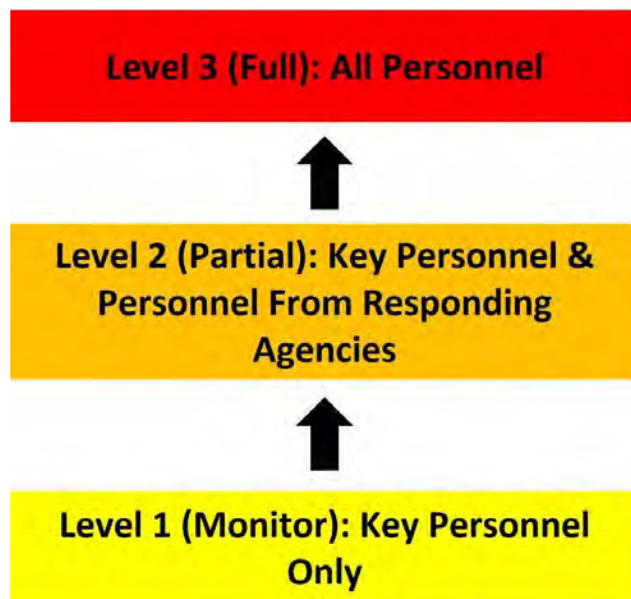 Level 3 (Full): All Personnel
Level 2 (Partial): Key Personnel &
Personnel From Responding
Agencies
Level 1 (Monitor): Key Personnel
Only